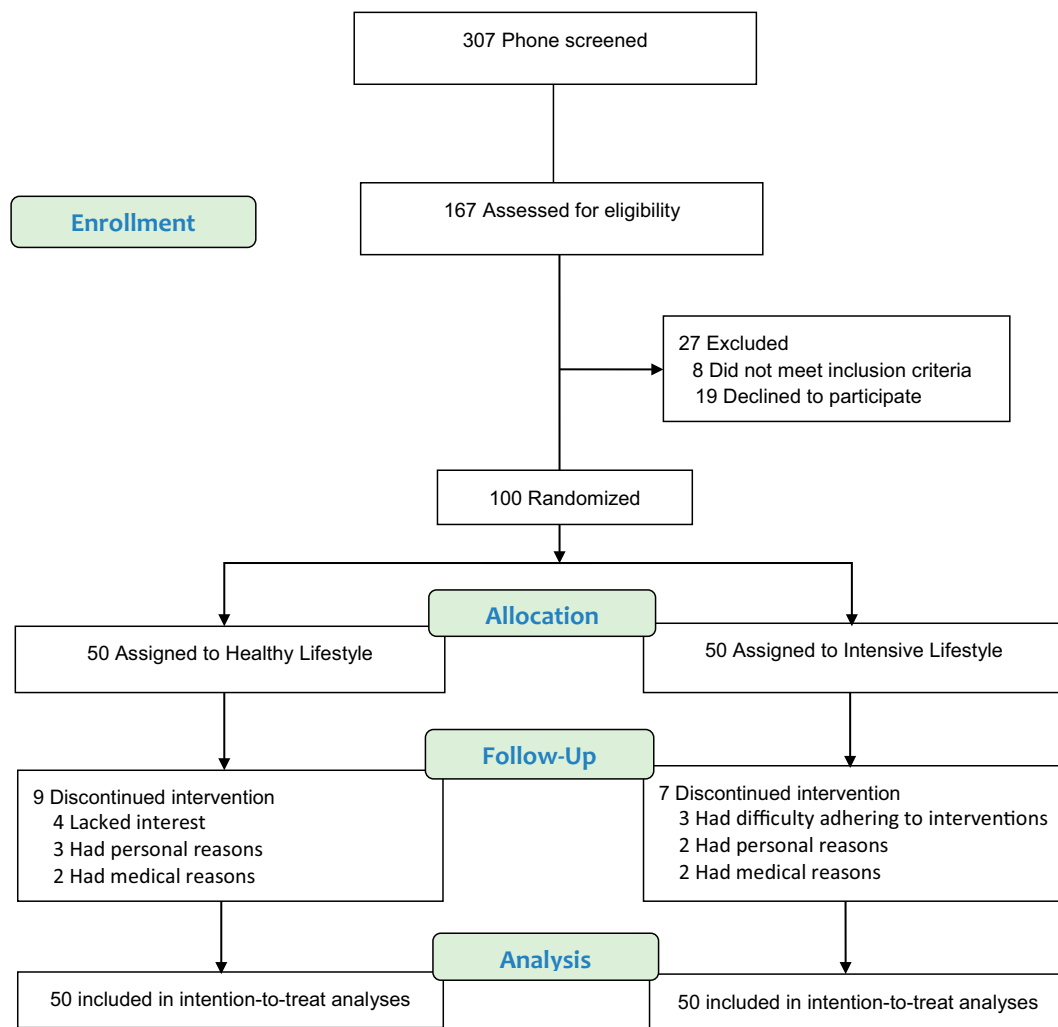 307 Phone screened
167 Assessed for eligibility
Enrollment
27 Excluded
8 Did not meet inclusion criteria
19 Declined to participate
100 Randomized
Allocation
50 Assigned to Healthy Lifestyle
50 Assigned to Intensive Lifestyle
Follow-Up
9 Discontinued intervention
4 Lacked interest
3 Had personal reasons
2 Had medical reasons
7 Discontinued intervention
3 Had difficulty adhering to interventions
2 Had personal reasons
2 Had medical reasons
Analysis
50 included in intention-to-treat analyses
50 included in intention-to-treat analyses